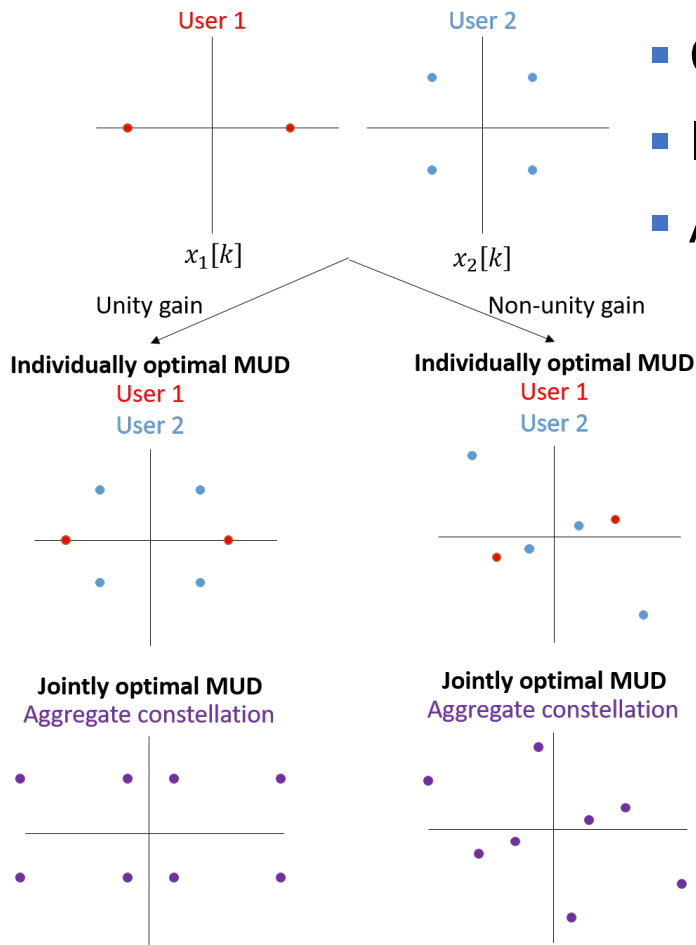 User 1
User 2
x₁[k]
x₂[k]
Unity gain
Non-unity gain
Individually optimal MUD
User 1
User 2
Individually optimal MUD
User 1
User 2
Jointly optimal MUD
Aggregate constellation
Jointly optimal MUD
Aggregate constellation